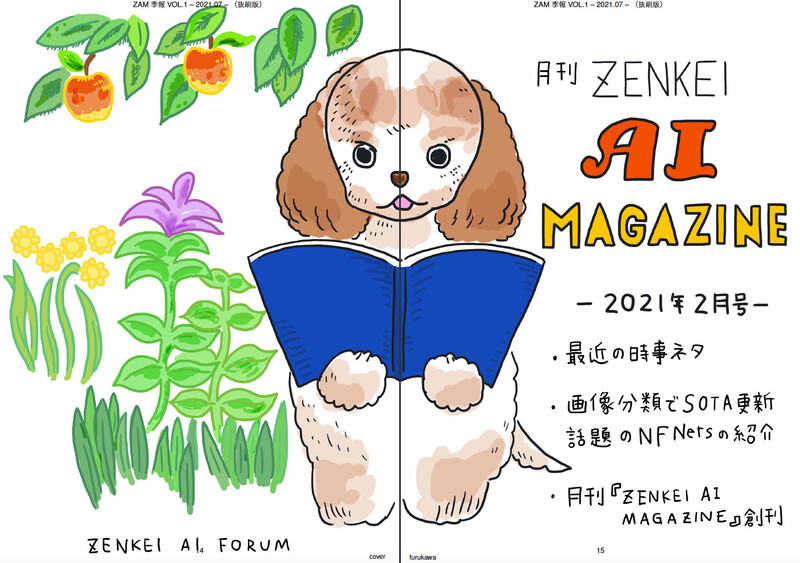 ZAM 季報 VOL.1 – 2021.07 – （抜刷版）
ZENKEI AI FORUM
4
cover
ZAM 季報 VOL.1 – 2021.07 – （抜刷版）
月刊 ZENKEI
AI
MAGAZINE
– 2021年2月号 –
・最近の時事ネタ
・画像分類でSOTA更新
話題のNFNetsの紹介
・月刊『ZENKEI AI
MAGAZINE』創刊
furukawa
15